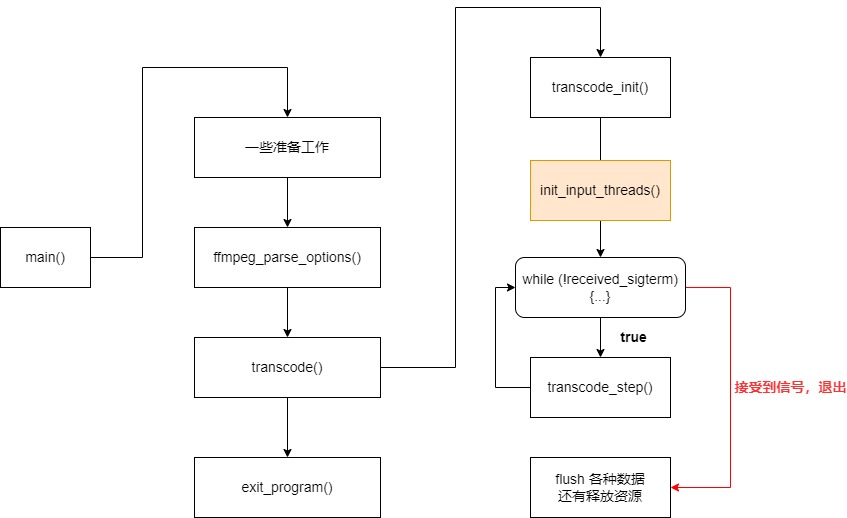 main()
一些准备工作
ffmpeg_parse_options()
transcode()
exit_program()
transcode_init()
init_input_threads()
while (!received_sigterm)
{...}
true
transcode_step()
接受到信号，退出
flush 各种数据
还有释放资源